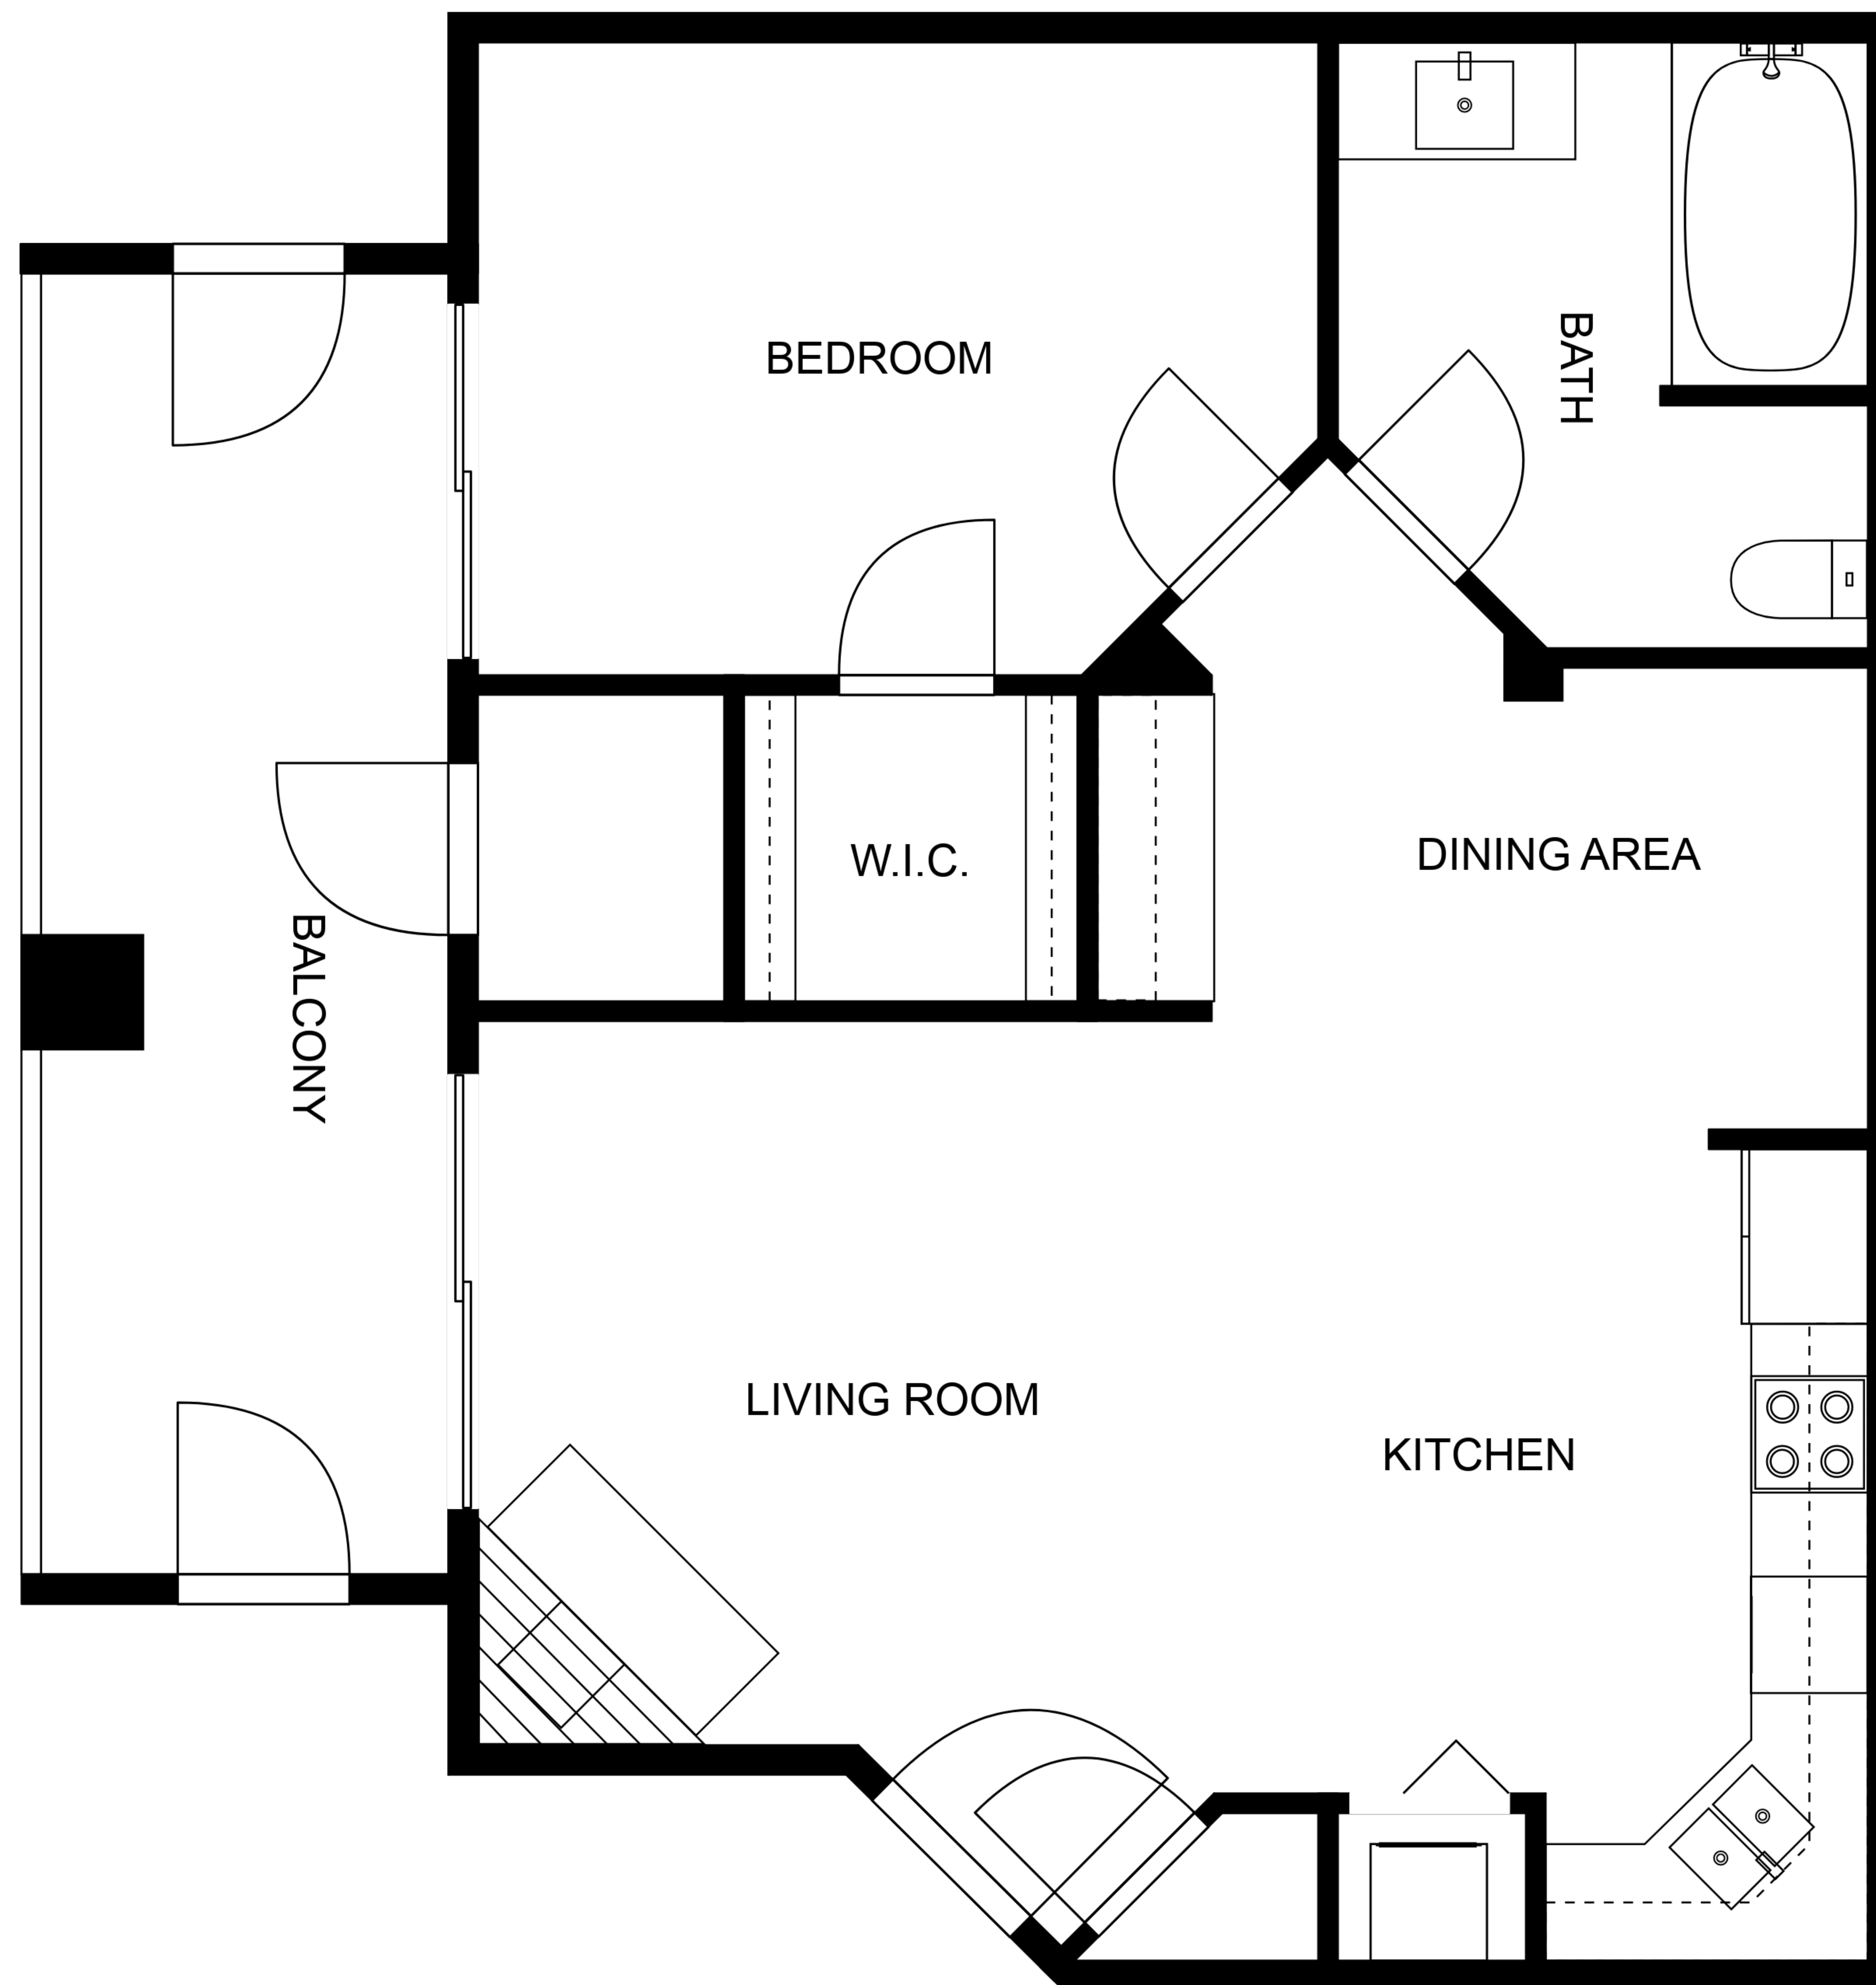 BEDROOM
BATH
W.I.C.
DINING AREA
BALCONY
LIVING ROOM
KITCHEN